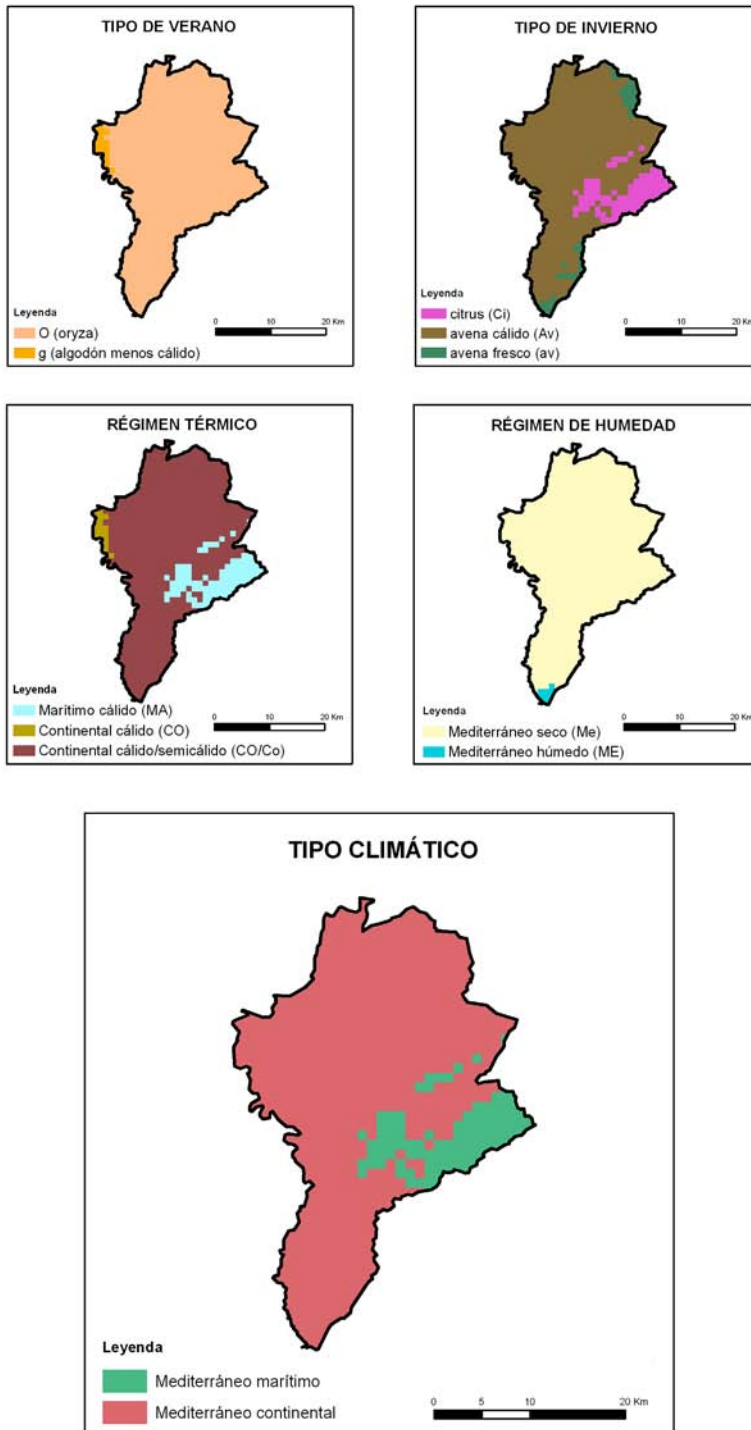 TIPO DE VERANO
Leyenda
O (oryza)
g (algodón menos cálido)
0 10 20 Km
TIPO DE INVIERNO
Leyenda
citrus (Ci)
avena cálido (Av)
avena fresco (av)
0 10 20 Km
RÉGIMEN TÉRMICO
Leyenda
Marítimo cálido (MA)
Continental cálido (CO)
Continental cálido/semicálido (CO/Co)
0 10 20 Km
RÉGIMEN DE HUMEDAD
Leyenda
Mediterráneo seco (Me)
Mediterráneo húmedo (ME)
0 10 20 Km
TIPO CLIMÁTICO
Leyenda
Mediterráneo marítimo
Mediterráneo continental
0 5 10 20 Km